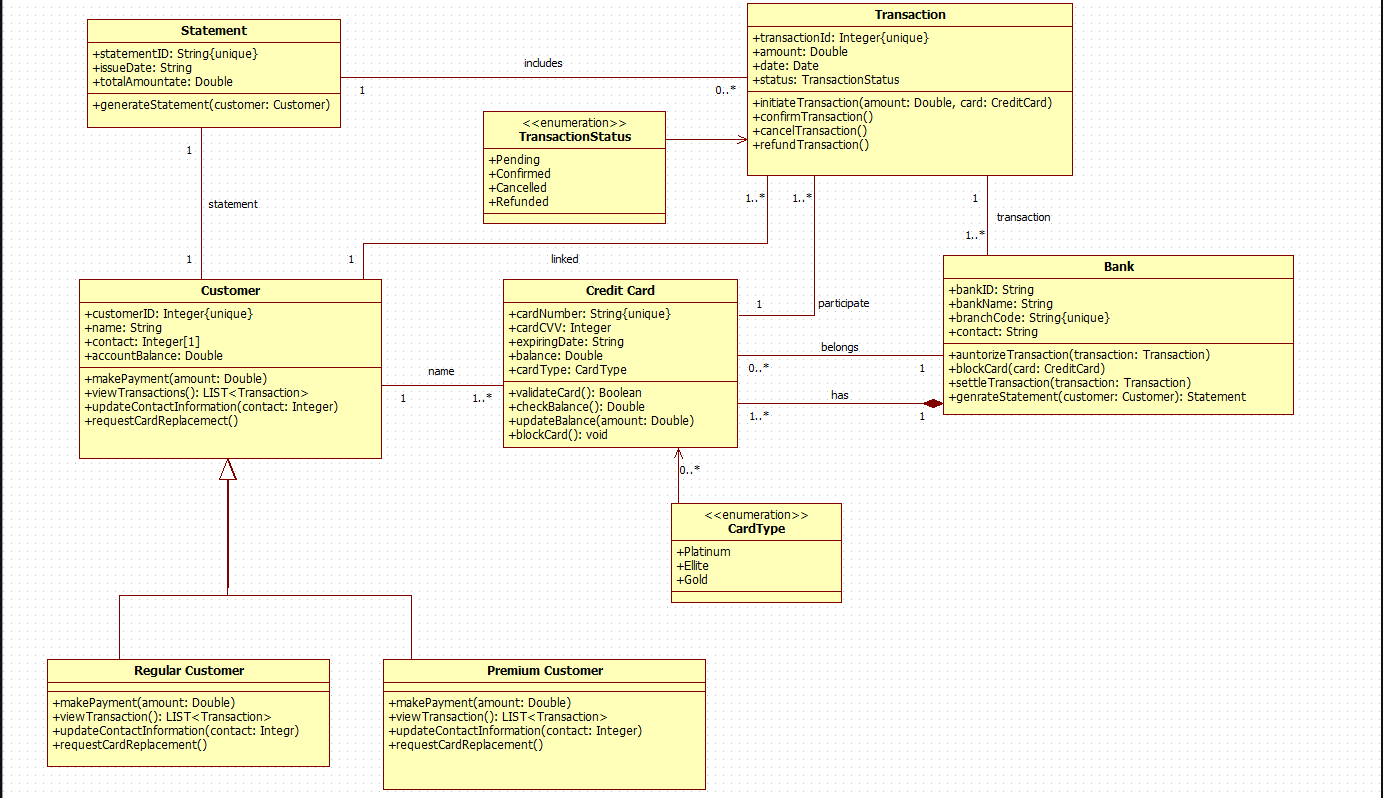 Statement
+statementID: String{unique}
+issueDate: String
+totalAmountate: Double
+generateStatement(customer: Customer)
includes
1
0..*
Transaction
+transactionId: Integer{unique}
+amount: Double
+date: Date
+status: TransactionStatus
+initiateTransaction(amount: Double, card: CreditCard)
+confirmTransaction()
+cancelTransaction()
+refundTransaction()
<<enumeration>>
TransactionStatus
+Pending
+Confirmed
+Cancelled
+Refunded
1
statement
1
1..*
1..*
1
linked
1
transaction
1..*
Customer
+customerID: Integer{unique}
+name: String
+contact: Integer[1]
+accountBalance: Double
+makePayment(amount: Double)
+viewTransactions(): LIST<Transaction>
+updateContactInformation(contact: Integer)
+requestCardReplacemect()
name
1
1..*
Credit Card
+cardNumber: String{unique}
+cardCVV: Integer
+expiringDate: String
+balance: Double
+cardType: CardType
+validateCard(): Boolean
+checkBalance(): Double
+updateBalance(amount: Double)
+blockCard(): void
1
participate
belongs
0..*
1
has
1..*
1
Bank
+bankID: String
+bankName: String
+branchCode: String{unique}
+contact: String
+auntorizeTransaction(transaction: Transaction)
+blockCard(card: CreditCard)
+settleTransaction(transaction: Transaction)
+genrateStatement(customer: Customer): Statement
0..*
<<enumeration>>
CardType
+Platinum
+Ellite
+Gold
Regular Customer
+makePayment(amount: Double)
+viewTransaction(): LIST<Transaction>
+updateContactInformation(contact: Integr)
+requestCardReplacement()
Premium Customer
+makePayment(amount: Double)
+viewTransaction(): LIST<Transaction>
+updateContactInformation(contact: Integer)
+requestCardReplacement()